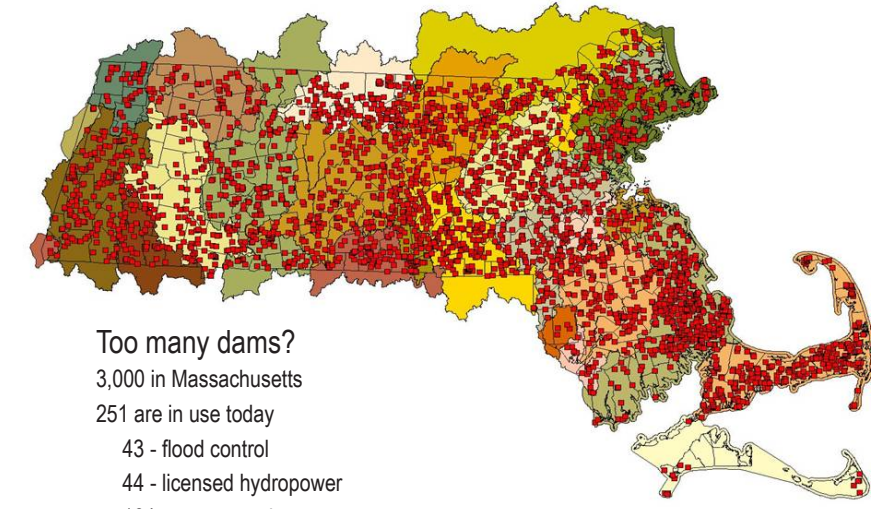 Too many dams?
3,000 in Massachusetts
251 are in use today
43 - flood control
44 - licensed hydropower